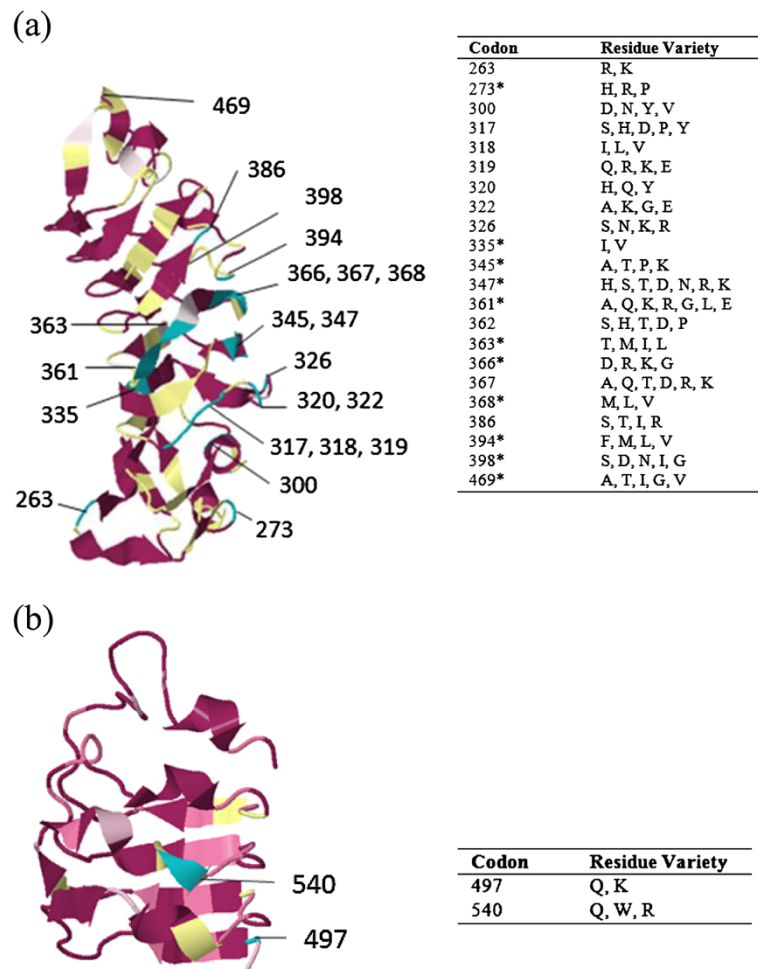 (a)
469
386
398
394
366, 367, 368
363
345, 347
361
326
335
320, 322
317, 318, 319
300
263
273
Codon Residue Variety
263 R, K
273* H, R, P
300 D, N, Y, V
317 S, H, D, P, Y
318 I, L, V
319 Q, R, K, E
320 H, Q, Y
322 A, K, G, E
326 S, N, K, R
335* I, V
345* A, T, P, K
347* H, S, T, D, N, R, K
361* A, Q, K, R, G, L, E
362 S, H, T, D, P
363* T, M, I, L
366* D, R, K, G
367 A, Q, T, D, R, K
368* M, L, V
386 S, T, I, R
394* F, M, L, V
398* S, D, N, I, G
469* A, T, I, G, V
(b)
540
497
Codon Residue Variety
497 Q, K
540 Q, W, R